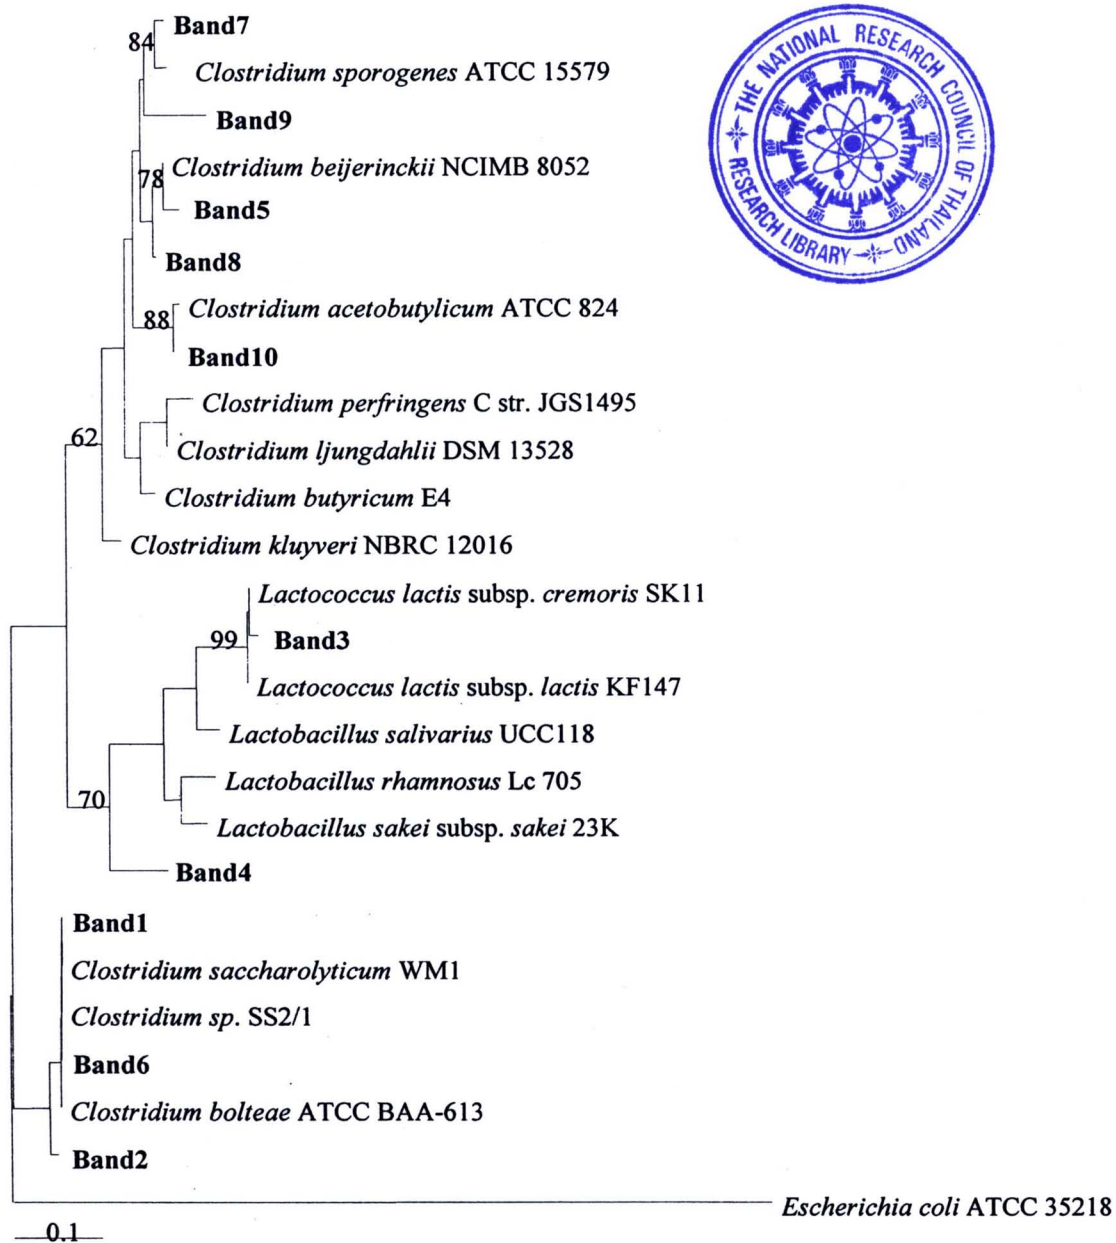 Band7
84
Clostridium sporogenes ATCC 15579
Band9
Clostridium beijerinckii NCIMB 8052
78
Band5
Band8
Clostridium acetobutylicum ATCC 824
88
Band10
Clostridium perfringens C str. JGS1495
62
Clostridium ljungdahlii DSM 13528
Clostridium butyricum E4
Clostridium kluyveri NBRC 12016
Lactococcus lactis subsp. cremoris SK11
99
Band3
Lactococcus lactis subsp. lactis KF147
Lactobacillus salivarius UCC118
Lactobacillus rhamnosus Lc 705
70
Lactobacillus sakei subsp. sakei 23K
Band4
Band1
Clostridium saccharolyticum WM1
Clostridium sp. SS2/1
Band6
Clostridium bolteae ATCC BAA-613
Band2
Escherichia coli ATCC 35218
0.1
THE NATIONAL RESEARCH COUNCIL OF THAILAND
RESEARCH LIBRARY